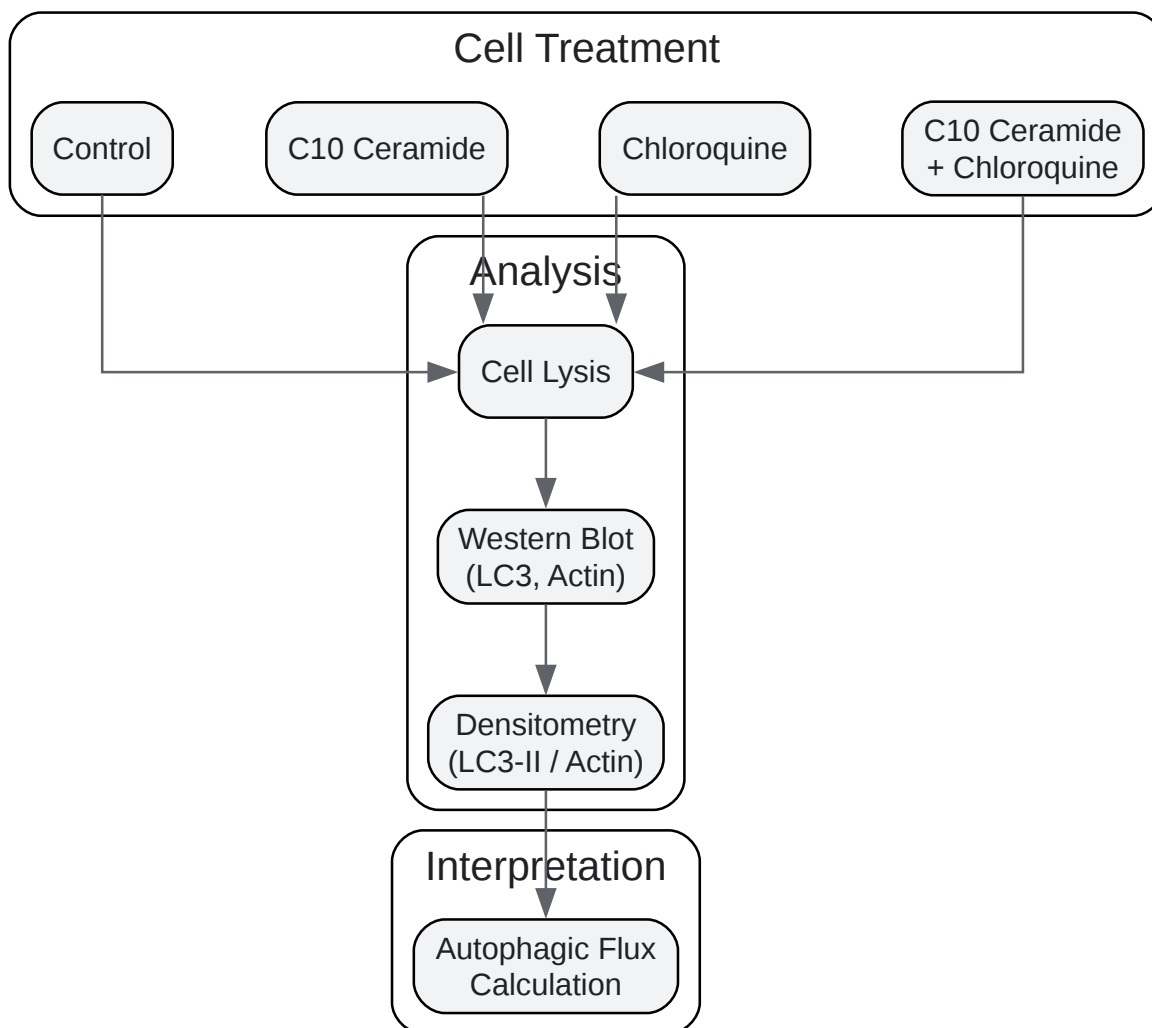 Cell Treatment
Control
C10 Ceramide
Chloroquine
C10 Ceramide
+ Chloroquine
Analysis
Cell Lysis
Western Blot
(LC3, Actin)
Densitometry
(LC3-II / Actin)
Interpretation
Autophagic Flux
Calculation